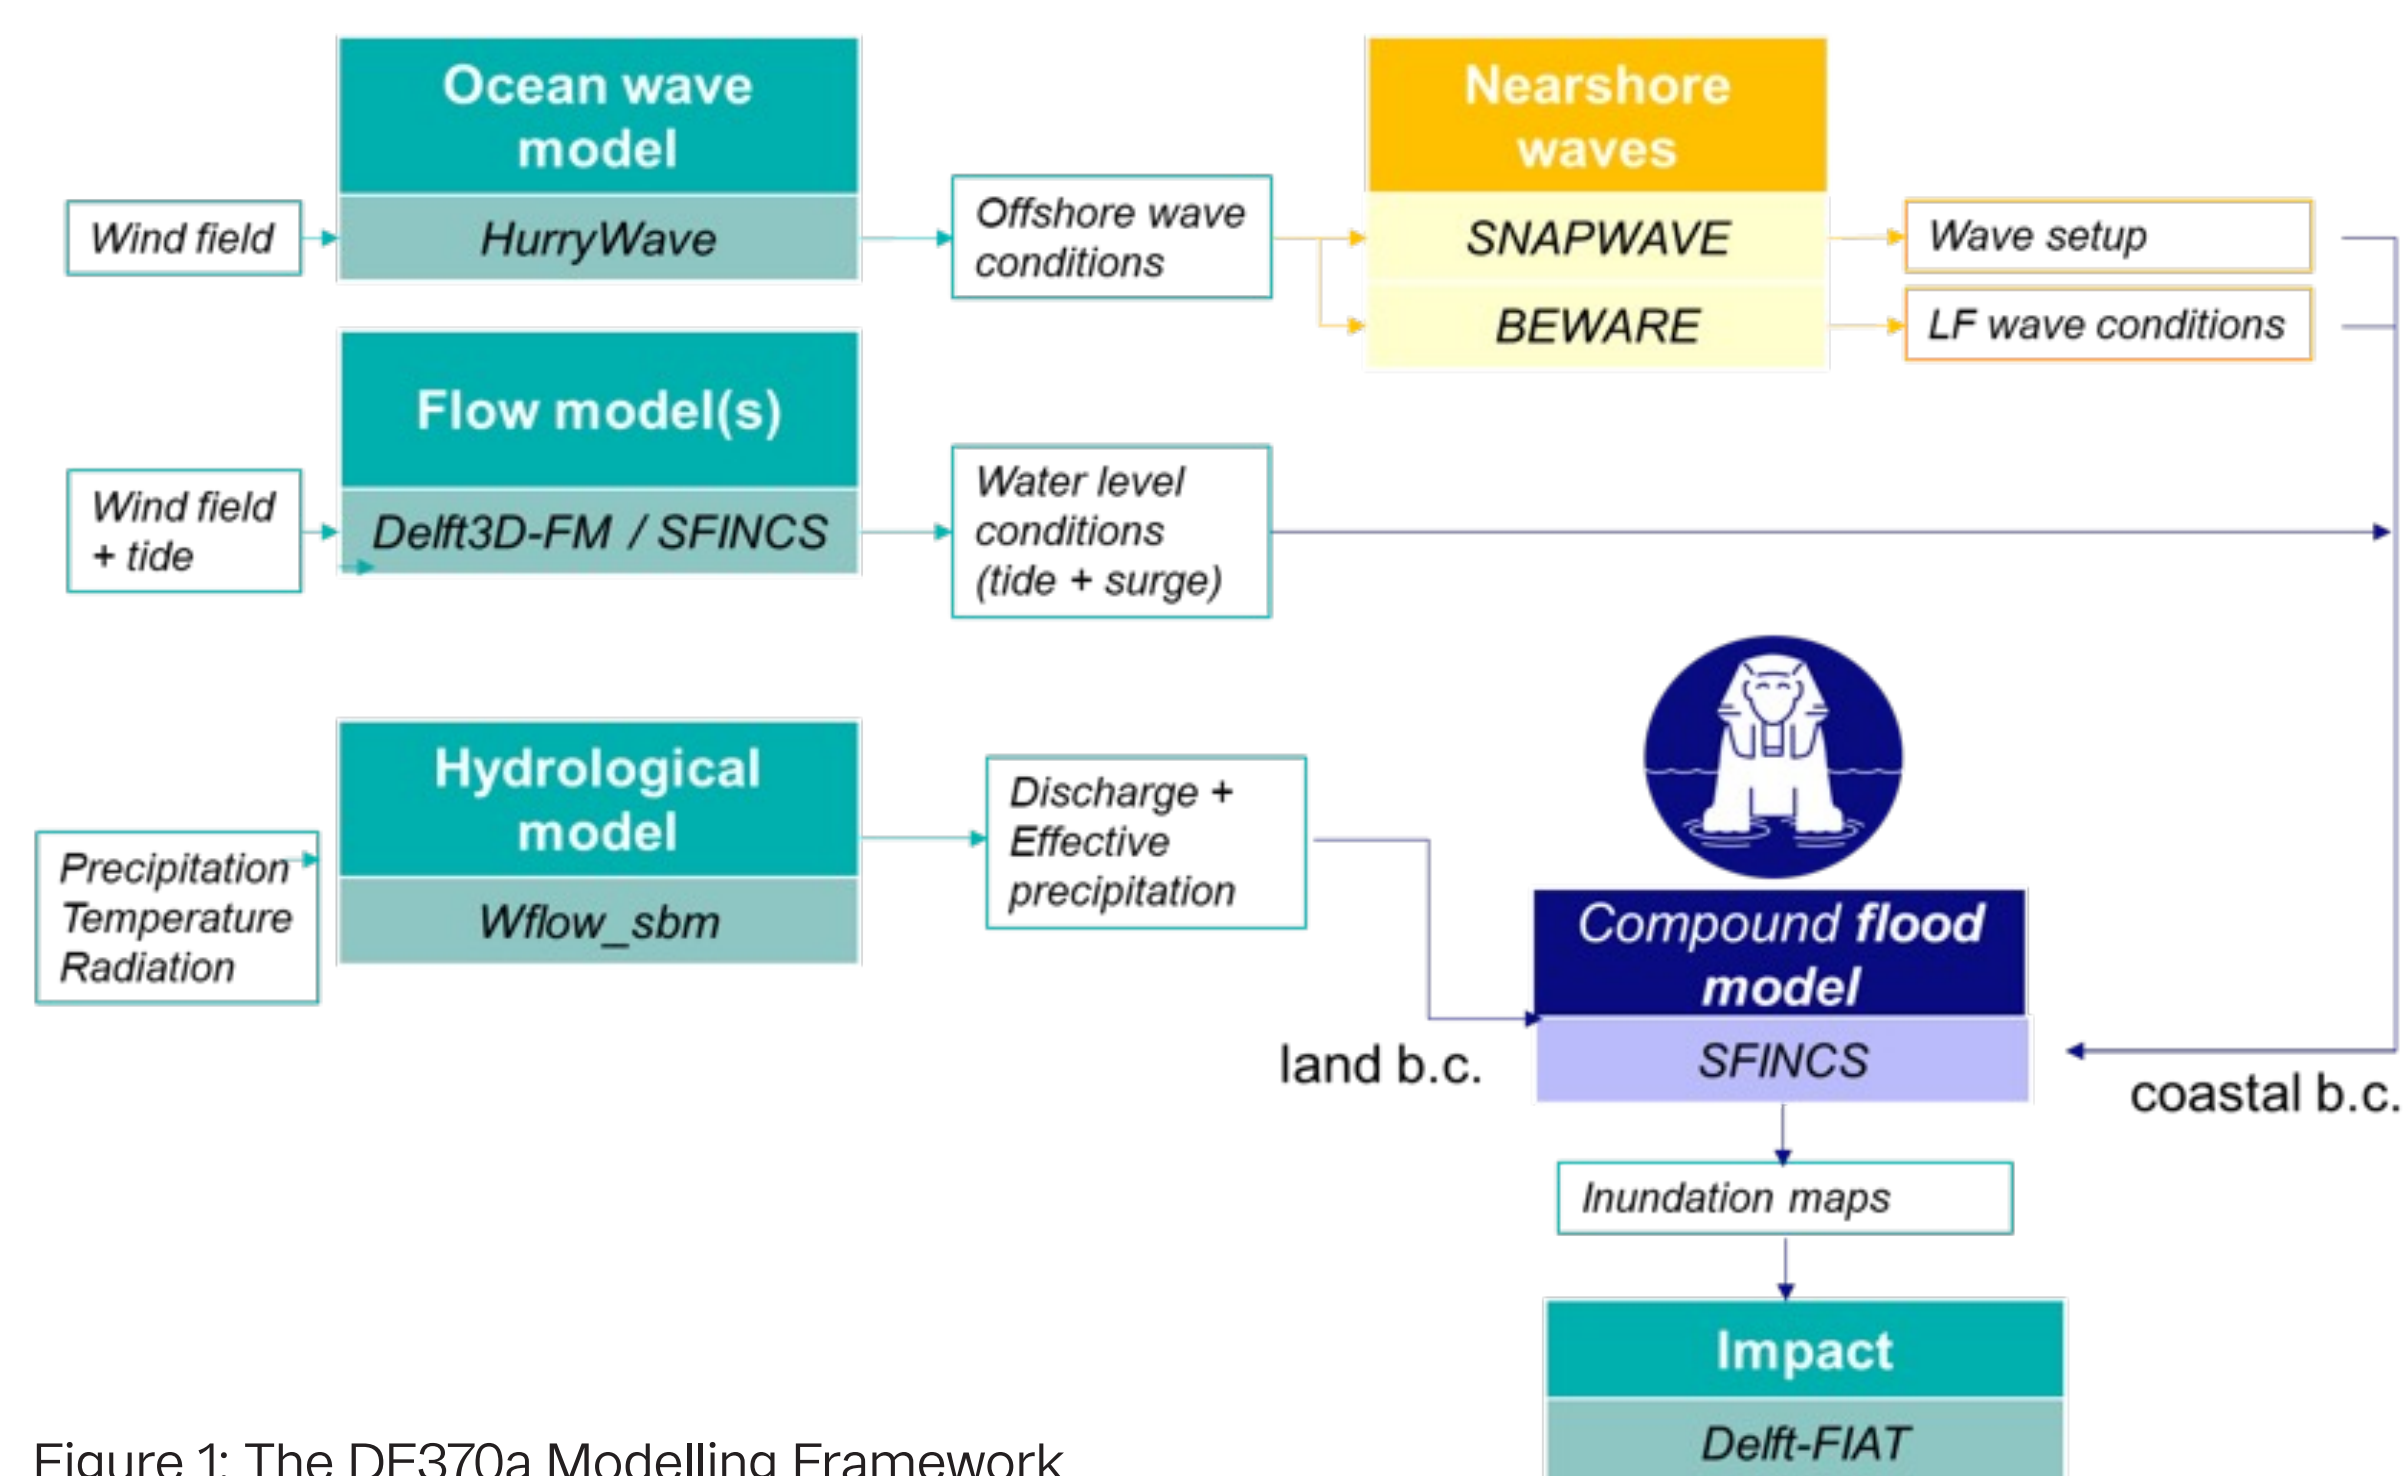 Ocean wave
model
Nearshore
waves
Wind field
HurryWave
Offshore wave
conditions
SNAPWAVE
Wave setup
BEWARE
LF wave conditions
Flow model(s)
Wind field
+ tide
Delft3D-FM / SFINCS
Water level
conditions
(tide + surge)
Hydrological
model
Precipitation
Temperature
Radiation
Wflow_sbm
Discharge +
Effective
precipitation
Compound flood
model
SFINCS
land b.c.
coastal b.c.
Inundation maps
Impact
Delft-FIAT
Figure 1: The DF370a Modelling Framework